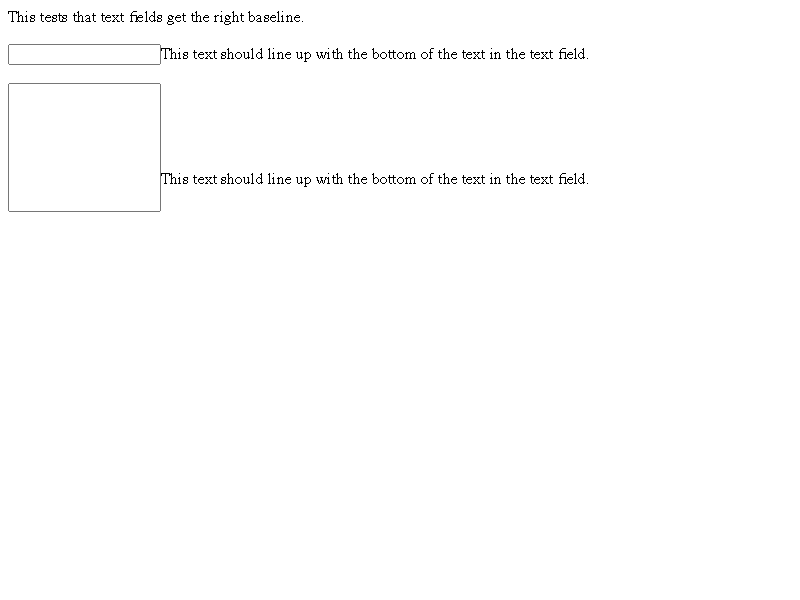 This tests that text fields get the right baseline.
This text should line up with the bottom of the text in the text field.
This text should line up with the bottom of the text in the text field.